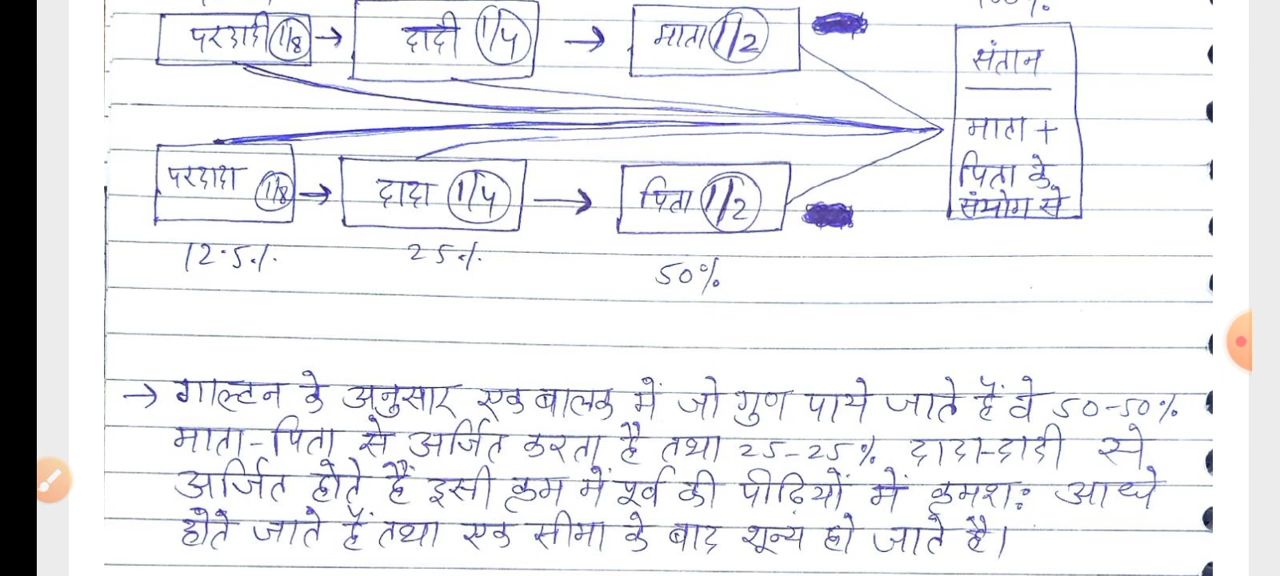 100%
परदादी 1/8 → दादी 1/4 → माता 1/2
संतान
माता +
पिता के
संयोग से
परदादा 1/8 → दादा 1/4 → पिता 1/2
12.5% 25% 50%
→ गाल्टन के अनुसार एक बालक में जो गुण पाये जाते हैं वे 50-50%
माता-पिता से अर्जित करता है तथा 25-25% दादा-दादी से
अर्जित होते हैं इसी क्रम में पूर्व की पीढ़ियों में क्रमशः आधे
होते जाते हैं तथा एक सीमा के बाद शून्य हो जाते है।